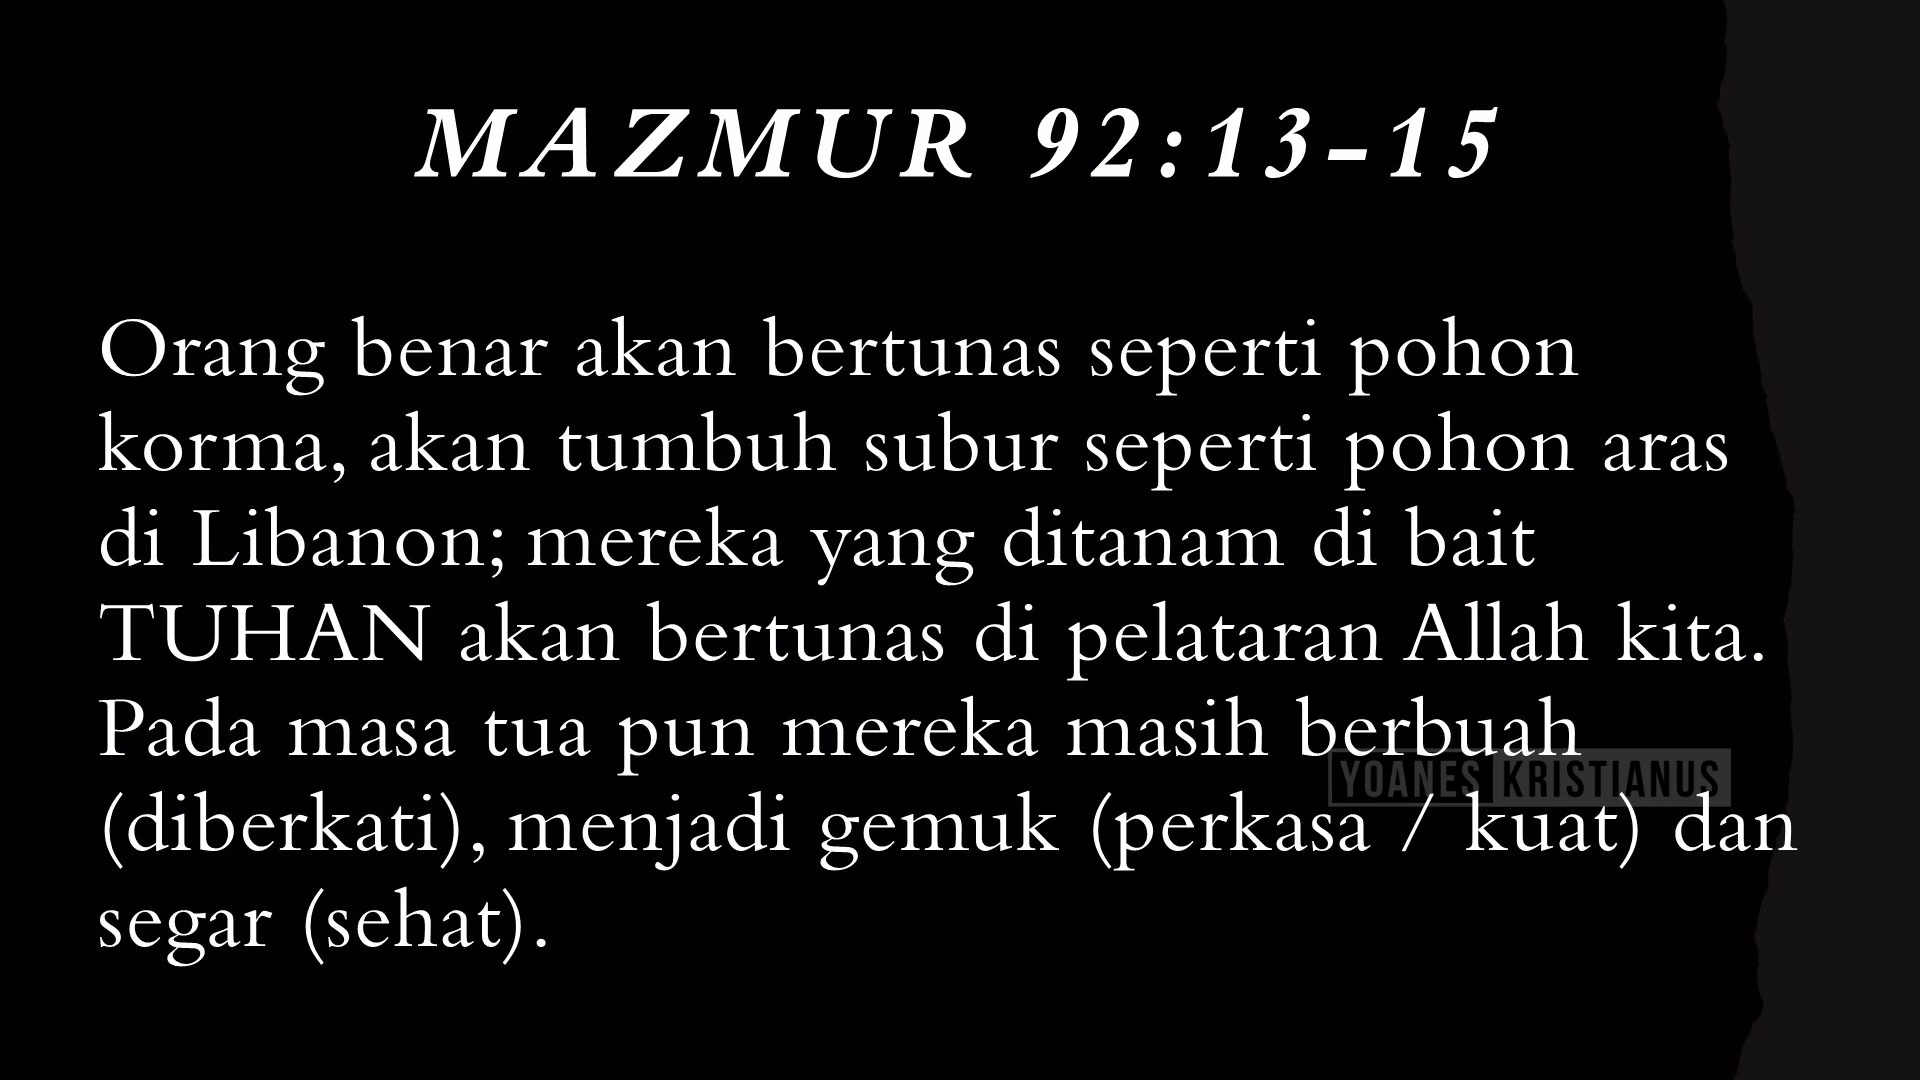 MAZMUR 92:13-15
Orang benar akan bertunas seperti pohon
korma, akan tumbuh subur seperti pohon aras
di Libanon; mereka yang ditanam di bait
TUHAN akan bertunas di pelataran Allah kita.
Pada masa tua pun mereka masih berbuah
YOANES KRISTIANUS
(diberkati), menjadi gemuk (perkasa / kuat) dan
segar (sehat).